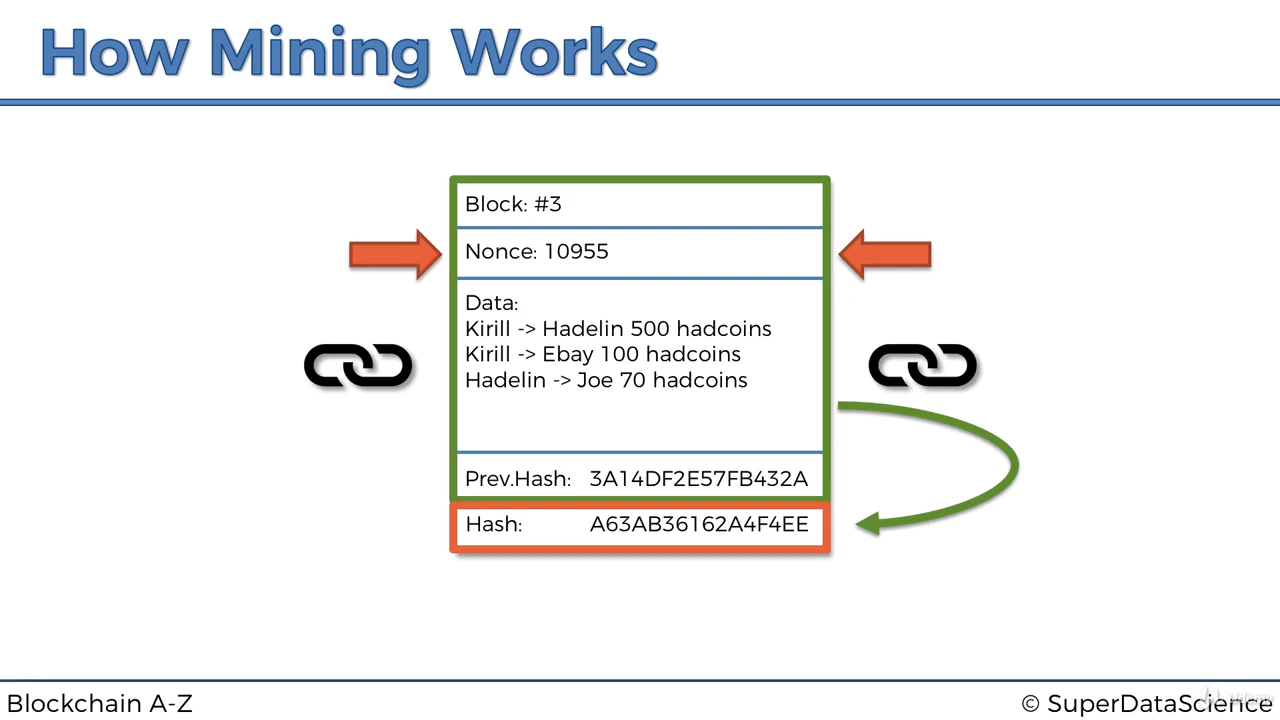 How Mining Works
Block: #3
Nonce: 10955
Data:
Kirill -> Hadelin 500 hadcoins
Kirill -> Ebay 100 hadcoins
Hadelin -> Joe 70 hadcoins
Prev.Hash: 3A14DF2E57FB432A
Hash: A63AB36162A4F4EE
Blockchain A-Z
© SuperDataScience